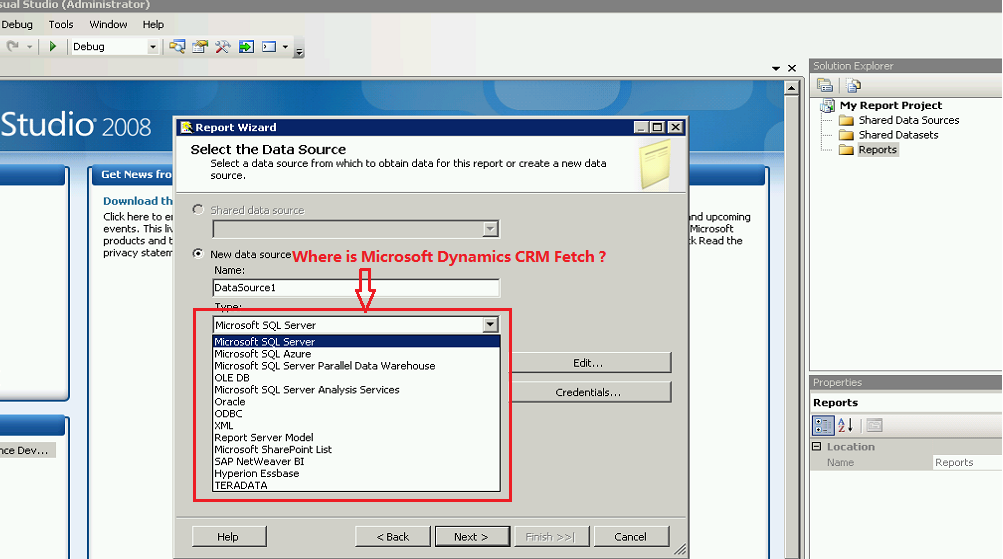 sual Studio (Administrator)
Debug Tools Window Help
Debug
Solution Explorer
My Report Project
Shared Data Sources
Shared Datasets
Reports
Studio 2008
Report Wizard
Select the Data Source
Select a data source from which to obtain data for this report or create a new data
source.
Get News fro
Download th
Click here to e
events. This liv
products and t
privacy statem
nd upcoming
Microsoft
ck Read the
Shared data source
New data source
Where is Microsoft Dynamics CRM Fetch ?
Name:
DataSource1
Type:
Microsoft SQL Server
Microsoft SQL Server
Microsoft SQL Azure
Microsoft SQL Server Parallel Data Warehouse
OLE DB
Microsoft SQL Server Analysis Services
Oracle
ODBC
XML
Report Server Model
Microsoft SharePoint List
SAP NetWeaver BI
Hyperion Essbase
TERADATA
Edit...
Credentials...
nce Dev...
Help
< Back
Next >
Finish >>|
Cancel
Properties
Reports
Location
Name Reports